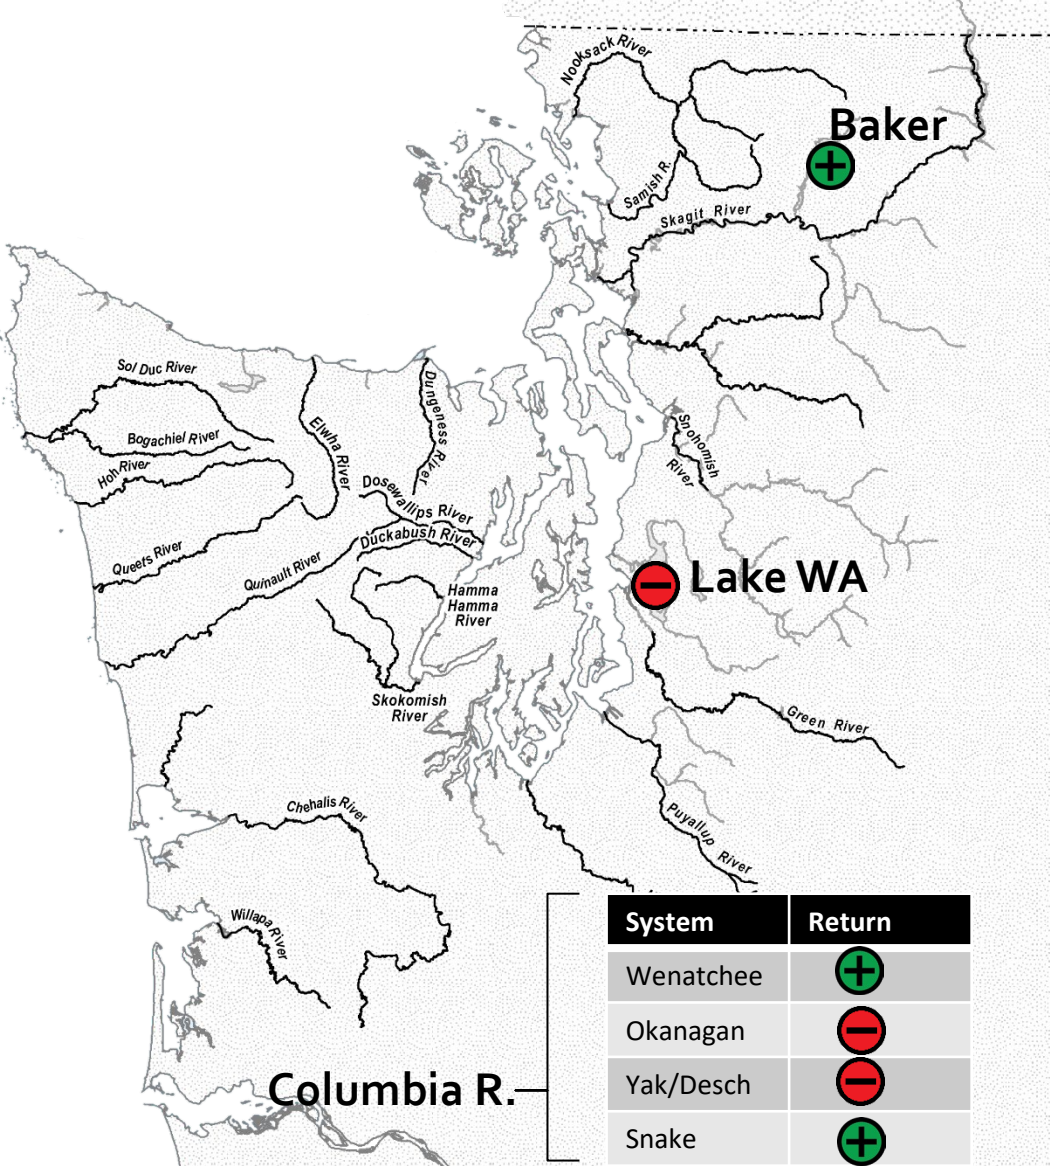 Nooksack River
Baker
Samish R.
Skagit River
Sol Duc River
Bogachiel River
Hoh River
Elwha River
Dungeness River
Snohomish
River
Dosewallips River
Duckabush River
Queets River
Quinault River
Hamma
Hamma
River
Lake WA
Skokomish
River
Green River
Chehalis River
Puyallup River
Willapa River
System Return
Wenatchee +
Okanagan −
Yak/Desch −
Snake +
Columbia R.